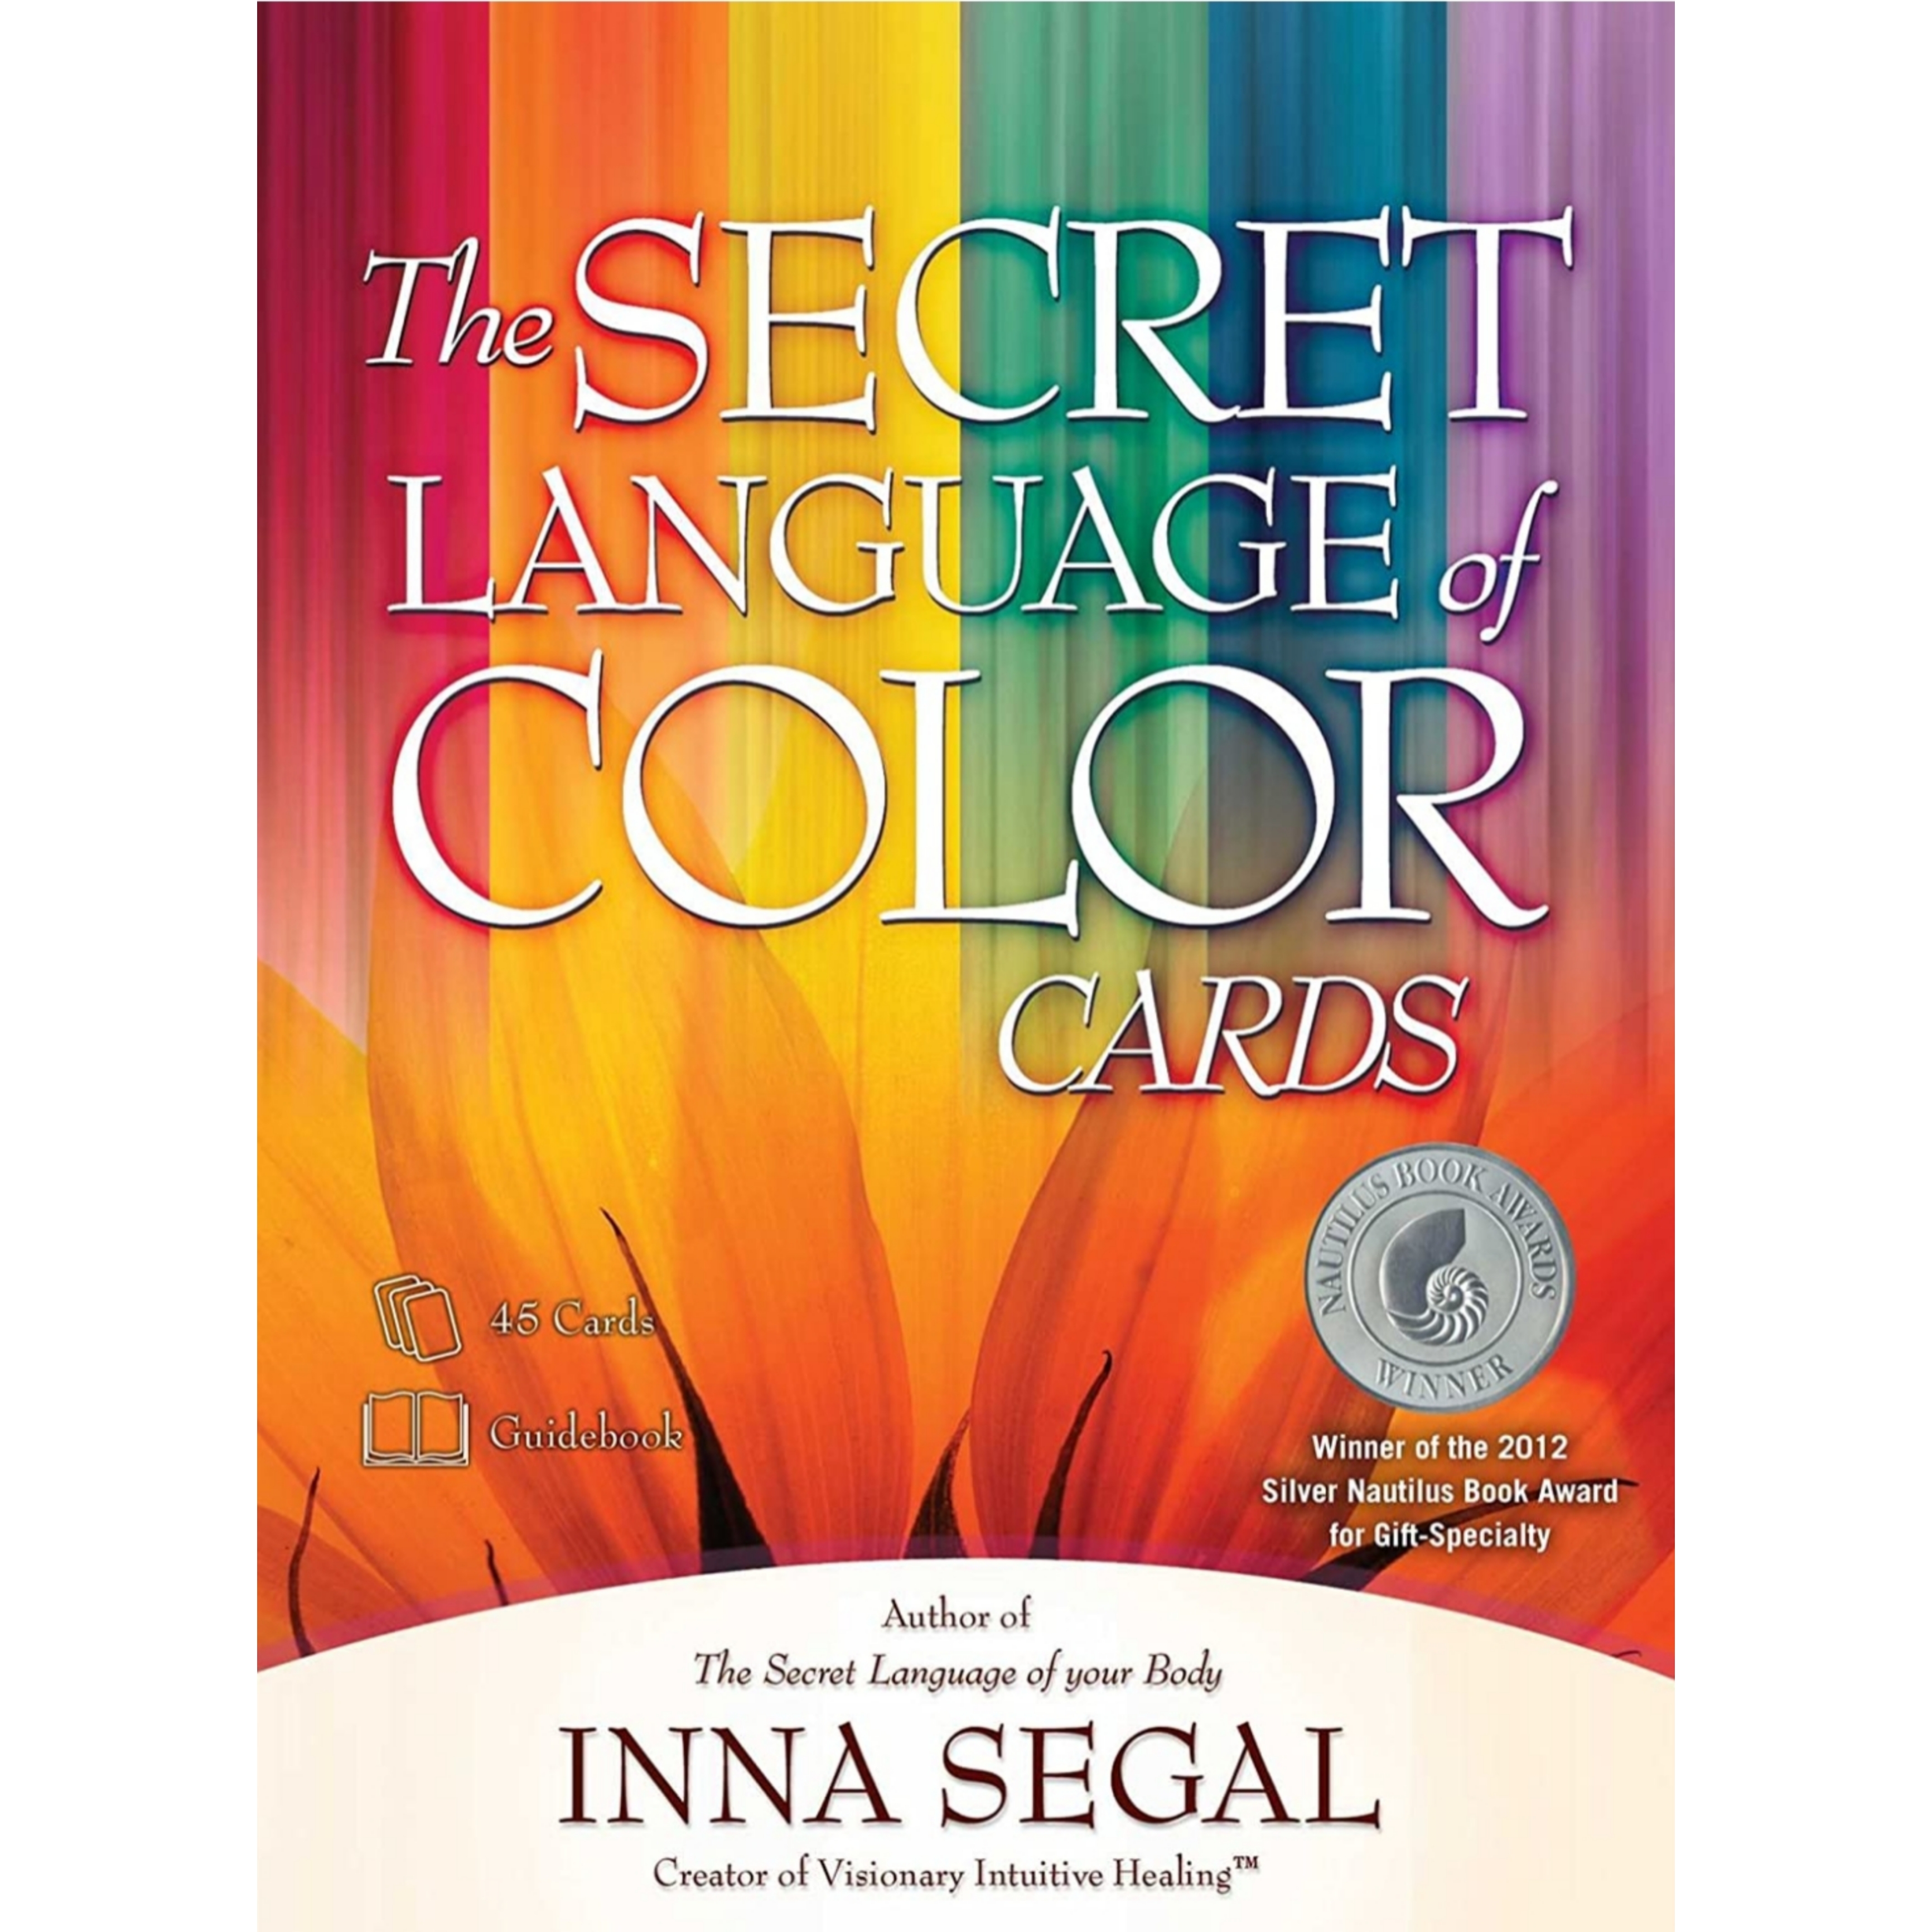 The SECRET
LANGUAGE of
COLOR
CARDS
NAUTILUS BOOK AWARDS
WINNER
45 Cards
Guidebook
Winner of the 2012
Silver Nautilus Book Award
for Gift-Specialty
Author of
The Secret Language of your Body
INNA SEGAL
Creator of Visionary Intuitive Healing™